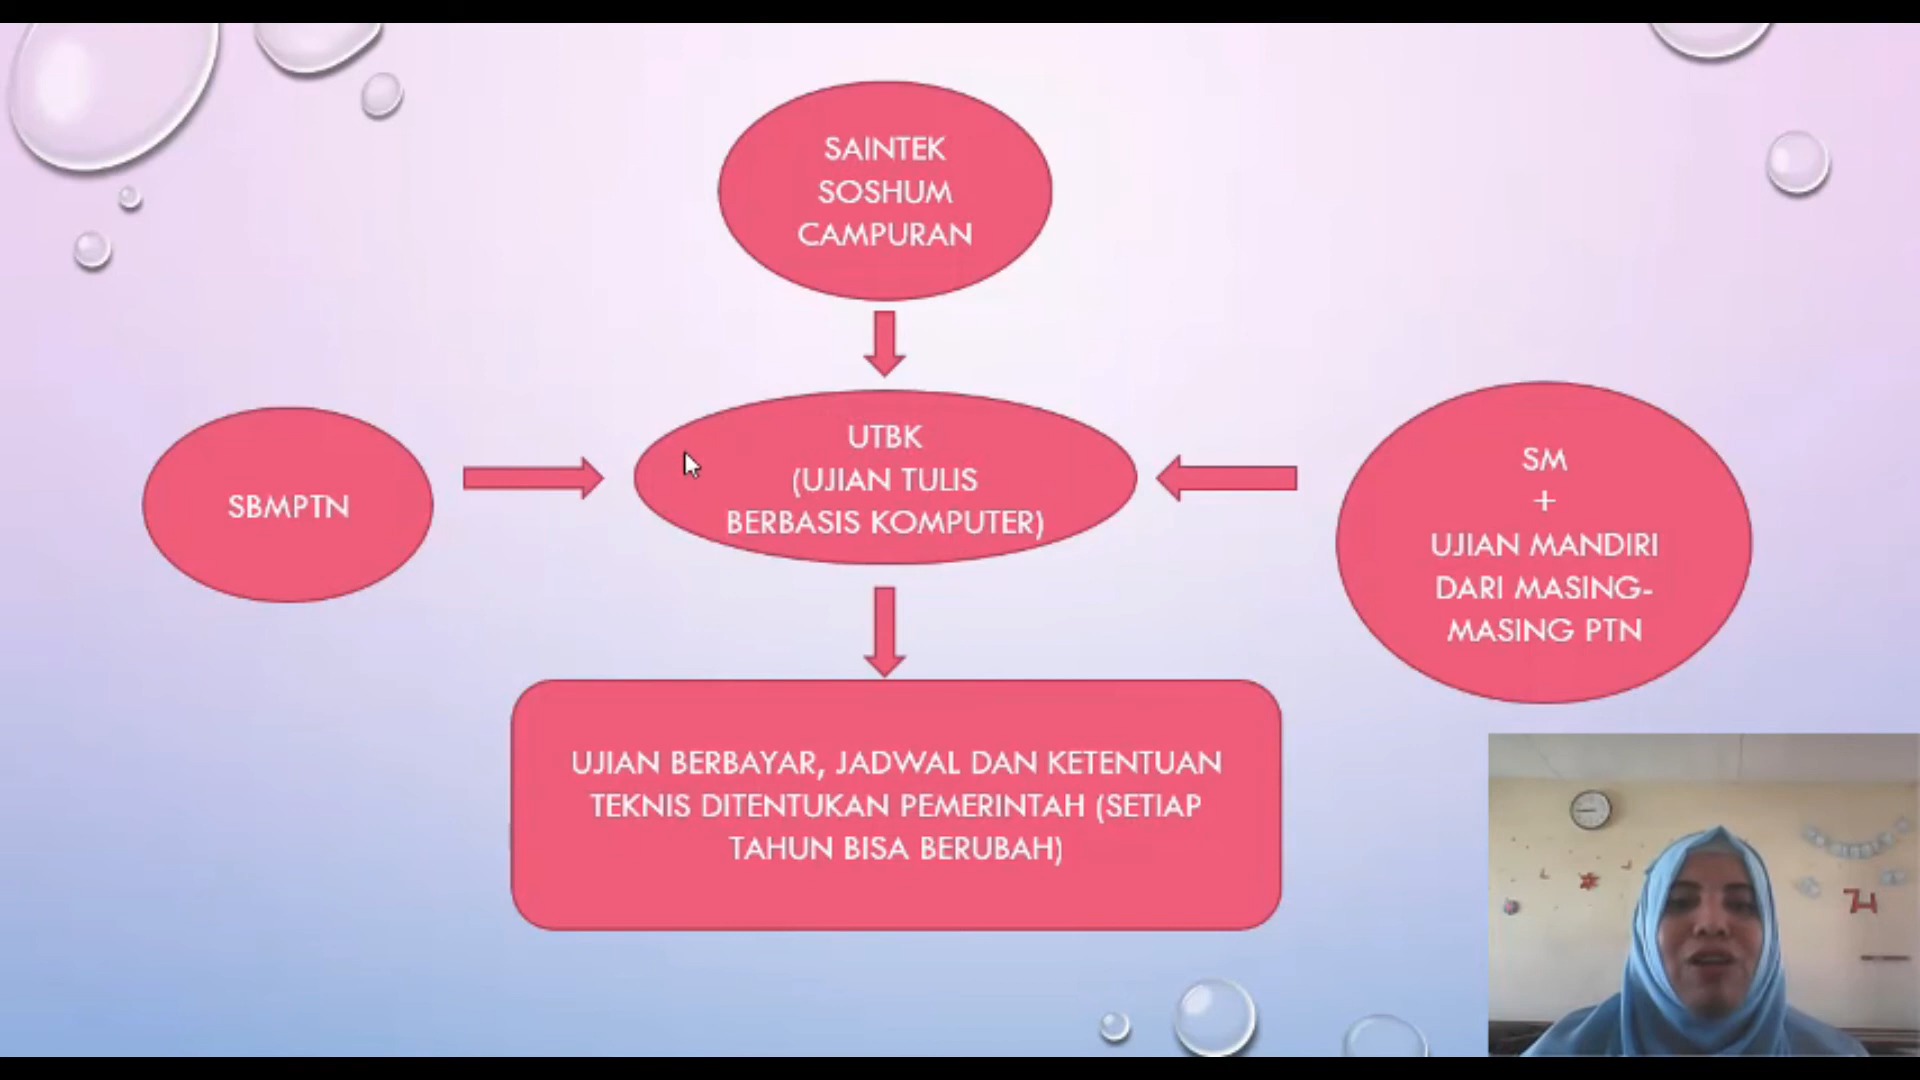 SAINTEK
SOSHUM
CAMPURAN
SBMPTN
UTBK
(UJIAN TULIS
BERBASIS KOMPUTER)
SM
+
UJIAN MANDIRI
DARI MASING-
MASING PTN
UJIAN BERBAYAR, JADWAL DAN KETENTUAN
TEKNIS DITENTUKAN PEMERINTAH (SETIAP
TAHUN BISA BERUBAH)